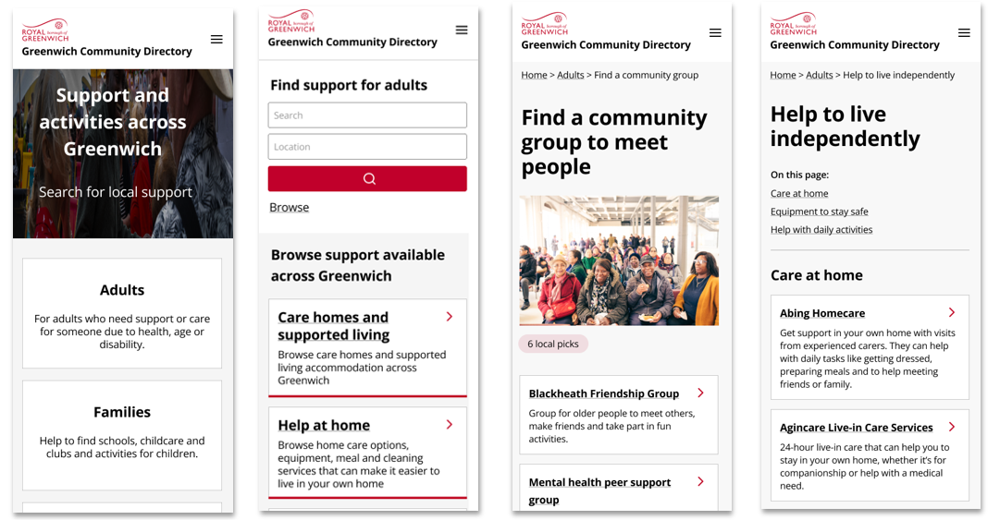 ROYAL borough of
GREENWICH
Greenwich Community Directory
Support and
activities across
Greenwich
Search for local support
Adults
For adults who need support or care
for someone due to health, age or
disability.
Families
Help to find schools, childcare and
clubs and activities for children.
ROYAL borough of
GREENWICH
Greenwich Community Directory
Find support for adults
Search
Location
Browse
Browse support available
across Greenwich
Care homes and
supported living
Browse care homes and supported
living accommodation across
Greenwich
Help at home
Browse home care options,
equipment, meal and cleaning
services that can make it easier to
live in your own home
ROYAL borough of
GREENWICH
Greenwich Community Directory
Home > Adults > Find a community group
Find a community
group to meet
people
6 local picks
Blackheath Friendship Group
Group for older people to meet others,
make friends and take part in fun
activities.
Mental health peer support
group
ROYAL borough of
GREENWICH
Greenwich Community Directory
Home > Adults > Help to live independently
Help to live
independently
On this page:
Care at home
Equipment to stay safe
Help with daily activities
Care at home
Abing Homecare
Get support in your own home with visits
from experienced carers. They can help
with daily tasks like getting dressed,
preparing meals and to help meeting
friends or family.
Agincare Live-in Care Services
24-hour live-in care that can help you to
stay in your own home, whether it's for
companionship or help with a medical
need.